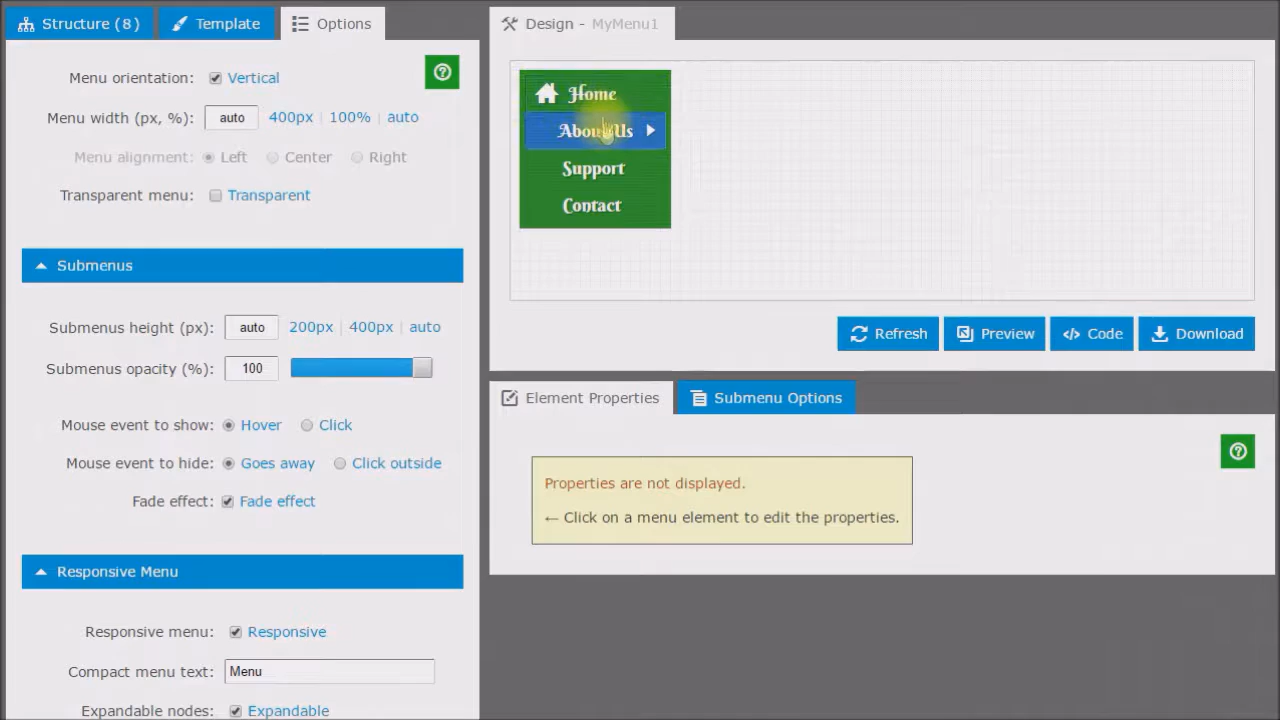 Structure (8) Template Options
Menu orientation: Vertical
Menu width (px, %): auto 400px | 100% | auto
Menu alignment: Left Center Right
Transparent menu: Transparent
Submenus
Submenus height (px): auto 200px | 400px | auto
Submenus opacity (%): 100
Mouse event to show: Hover Click
Mouse event to hide: Goes away Click outside
Fade effect: Fade effect
Responsive Menu
Responsive menu: Responsive
Compact menu text: Menu
Expandable nodes: Expandable
Design - MyMenu1
Home
About Us
Support
Contact
Refresh Preview Code Download
Element Properties Submenu Options
Properties are not displayed.
← Click on a menu element to edit the properties.